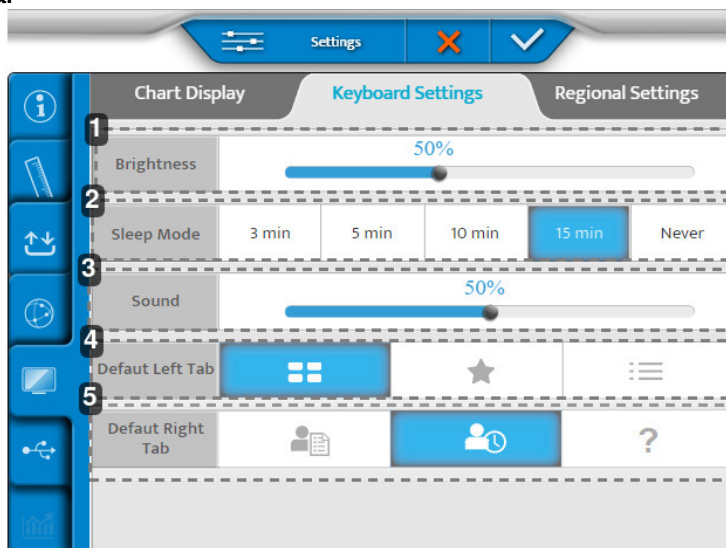 Settings
Chart Display Keyboard Settings Regional Settings
1
50%
Brightness
2
Sleep Mode 3 min 5 min 10 min 15 min Never
3
50%
Sound
4
Defaut Left Tab
5
Defaut Right
Tab
?